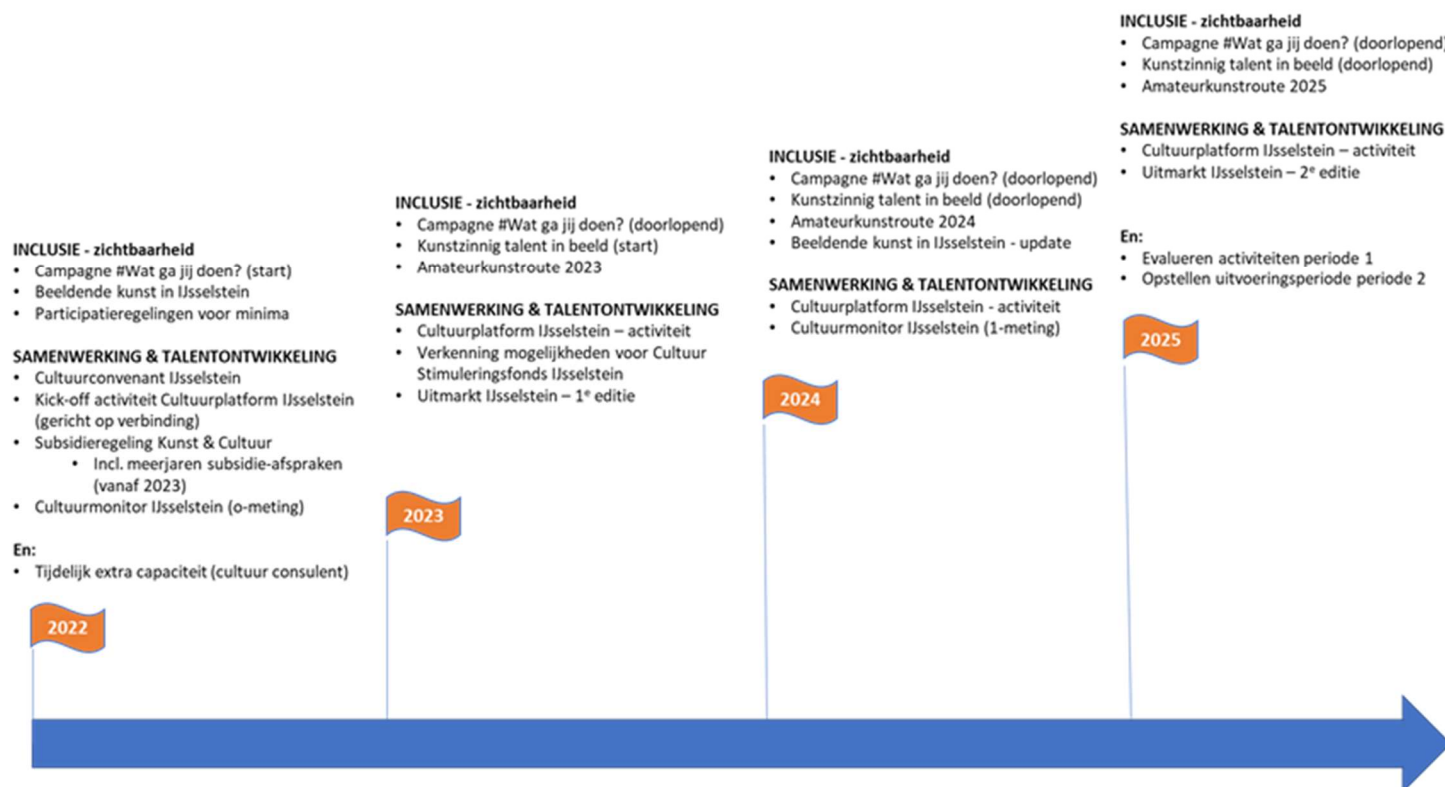 INCLUSIE - zichtbaarheid
• Campagne #Wat ga jij doen? (start)
• Beeldende kunst in IJsselstein
• Participatieregelingen voor minima
SAMENWERKING & TALENTONTWIKKELING
• Cultuurconvenant IJsselstein
• Kick-off activiteit Cultuurplatform IJsselstein
(gericht op verbinding)
• Subsidieregeling Kunst & Cultuur
• Incl. meerjaren subsidie-afspraken
(vanaf 2023)
• Cultuurmonitor IJsselstein (o-meting)
En:
• Tijdelijk extra capaciteit (cultuur consulent)
2022
INCLUSIE - zichtbaarheid
• Campagne #Wat ga jij doen? (doorlopend)
• Kunstzinnig talent in beeld (start)
• Amateurkunstroute 2023
SAMENWERKING & TALENTONTWIKKELING
• Cultuurplatform IJsselstein – activiteit
• Verkenning mogelijkheden voor Cultuur
Stimuleringsfonds IJsselstein
• Uitmarkt IJsselstein – 1e editie
2023
INCLUSIE - zichtbaarheid
• Campagne #Wat ga jij doen? (doorlopend)
• Kunstzinnig talent in beeld (doorlopend)
• Amateurkunstroute 2024
• Beeldende kunst in IJsselstein - update
SAMENWERKING & TALENTONTWIKKELING
• Cultuurplatform IJsselstein - activiteit
• Cultuurmonitor IJsselstein (1-meting)
2024
INCLUSIE - zichtbaarheid
• Campagne #Wat ga jij doen? (doorlopend)
• Kunstzinnig talent in beeld (doorlopend)
• Amateurkunstroute 2025
SAMENWERKING & TALENTONTWIKKELING
• Cultuurplatform IJsselstein – activiteit
• Uitmarkt IJsselstein – 2e editie
En:
• Evalueren activiteiten periode 1
• Opstellen uitvoeringsperiode periode 2
2025